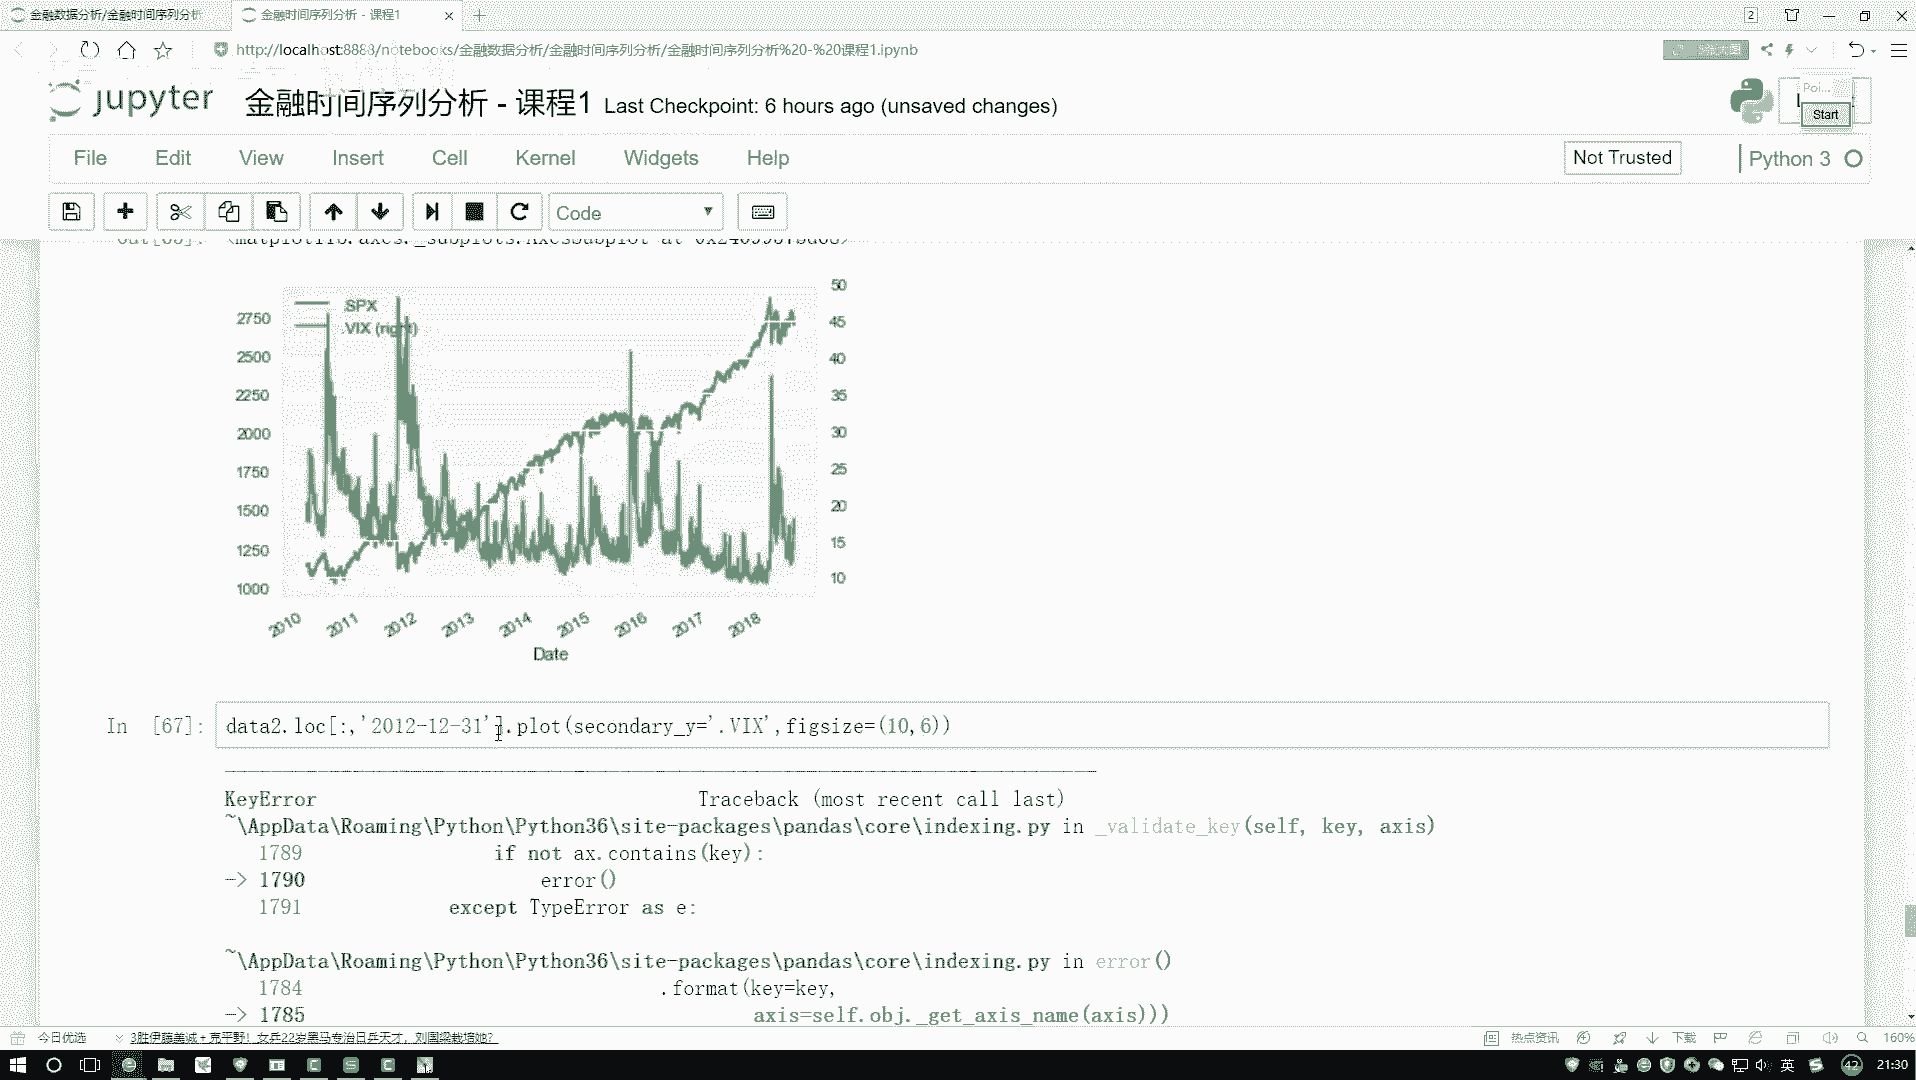 金融数据分析/金融时间序列分析
金融时间序列分析 - 课程1
2
http://localhost:8888/notebooks/金融数据分析/金融时间序列分析/金融时间序列分析%20-%20课程1.ipynb
jupyter 金融时间序列分析 - 课程1 Last Checkpoint: 6 hours ago (unsaved changes)
Poi...
Start
File Edit View Insert Cell Kernel Widgets Help
Not Trusted
Python 3
Code
SPX
.VIX (right)
2750
2500
2250
2000
1750
1500
1250
1000
50
45
40
35
30
25
20
15
10
2010 2011 2012 2013 2014 2015 2016 2017 2018
Date
In [67]: data2.loc[:,'2012-12-31'].plot(secondary_y='.VIX',figsize=(10,6))
KeyError Traceback (most recent call last)
~\AppData\Roaming\Python\Python36\site-packages\pandas\core\indexing.py in _validate_key(self, key, axis)
1789 if not ax.contains(key):
-> 1790 error()
1791 except TypeError as e:
~\AppData\Roaming\Python\Python36\site-packages\pandas\core\indexing.py in error()
1784 .format(key=key,
-> 1785 axis=self.obj._get_axis_name(axis)))
今日优选
3胜伊藤美诚+克平野！女乒22岁黑马专治日乒天才，刘国梁栽培她?
热点资讯
下载
160%
英
42
21:30